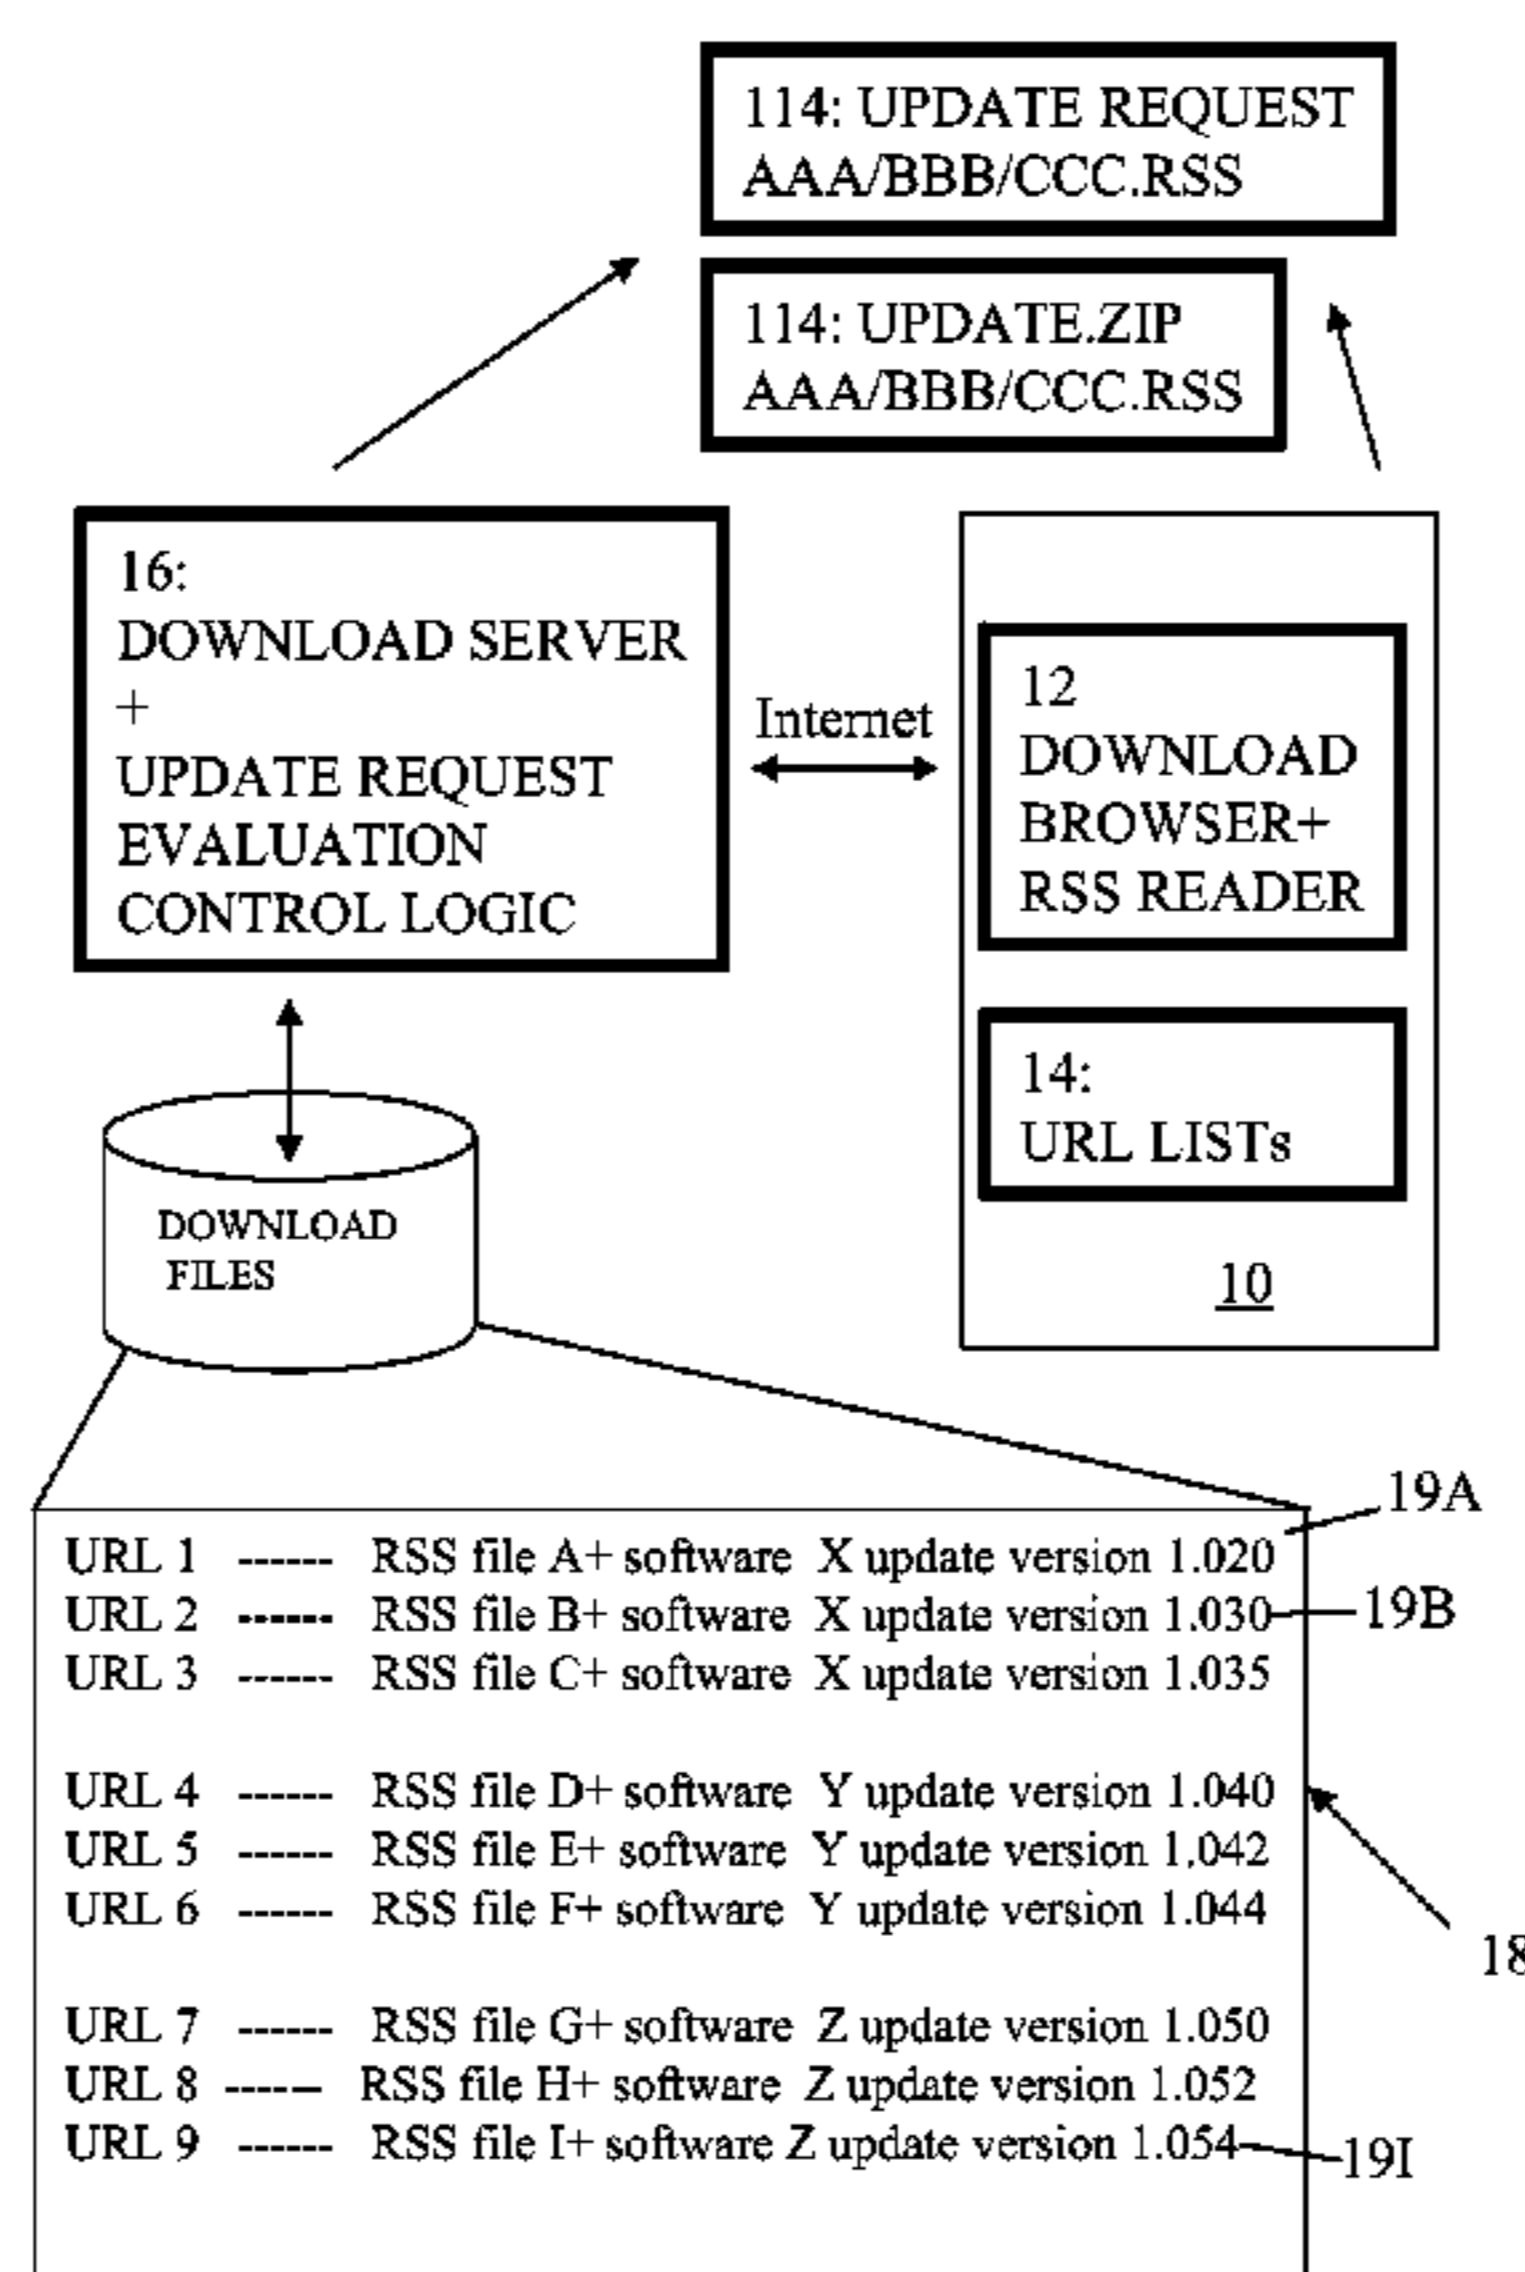 114: UPDATE REQUEST
AAA/BBB/CCC.RSS
114: UPDATE.ZIP
AAA/BBB/CCC.RSS
16:
DOWNLOAD SERVER
+
UPDATE REQUEST
EVALUATION
CONTROL LOGIC
Internet
12
DOWNLOAD
BROWSER+
RSS READER
14:
URL LISTs
10
DOWNLOAD
FILES
19A
URL 1 ------ RSS file A+ software X update version 1.020
URL 2 ------ RSS file B+ software X update version 1.030
19B
URL 3 ------ RSS file C+ software X update version 1.035
URL 4 ------ RSS file D+ software Y update version 1.040
URL 5 ------ RSS file E+ software Y update version 1.042
URL 6 ------ RSS file F+ software Y update version 1.044
18
URL 7 ------ RSS file G+ software Z update version 1.050
URL 8 ------ RSS file H+ software Z update version 1.052
URL 9 ------ RSS file I+ software Z update version 1.054
19I